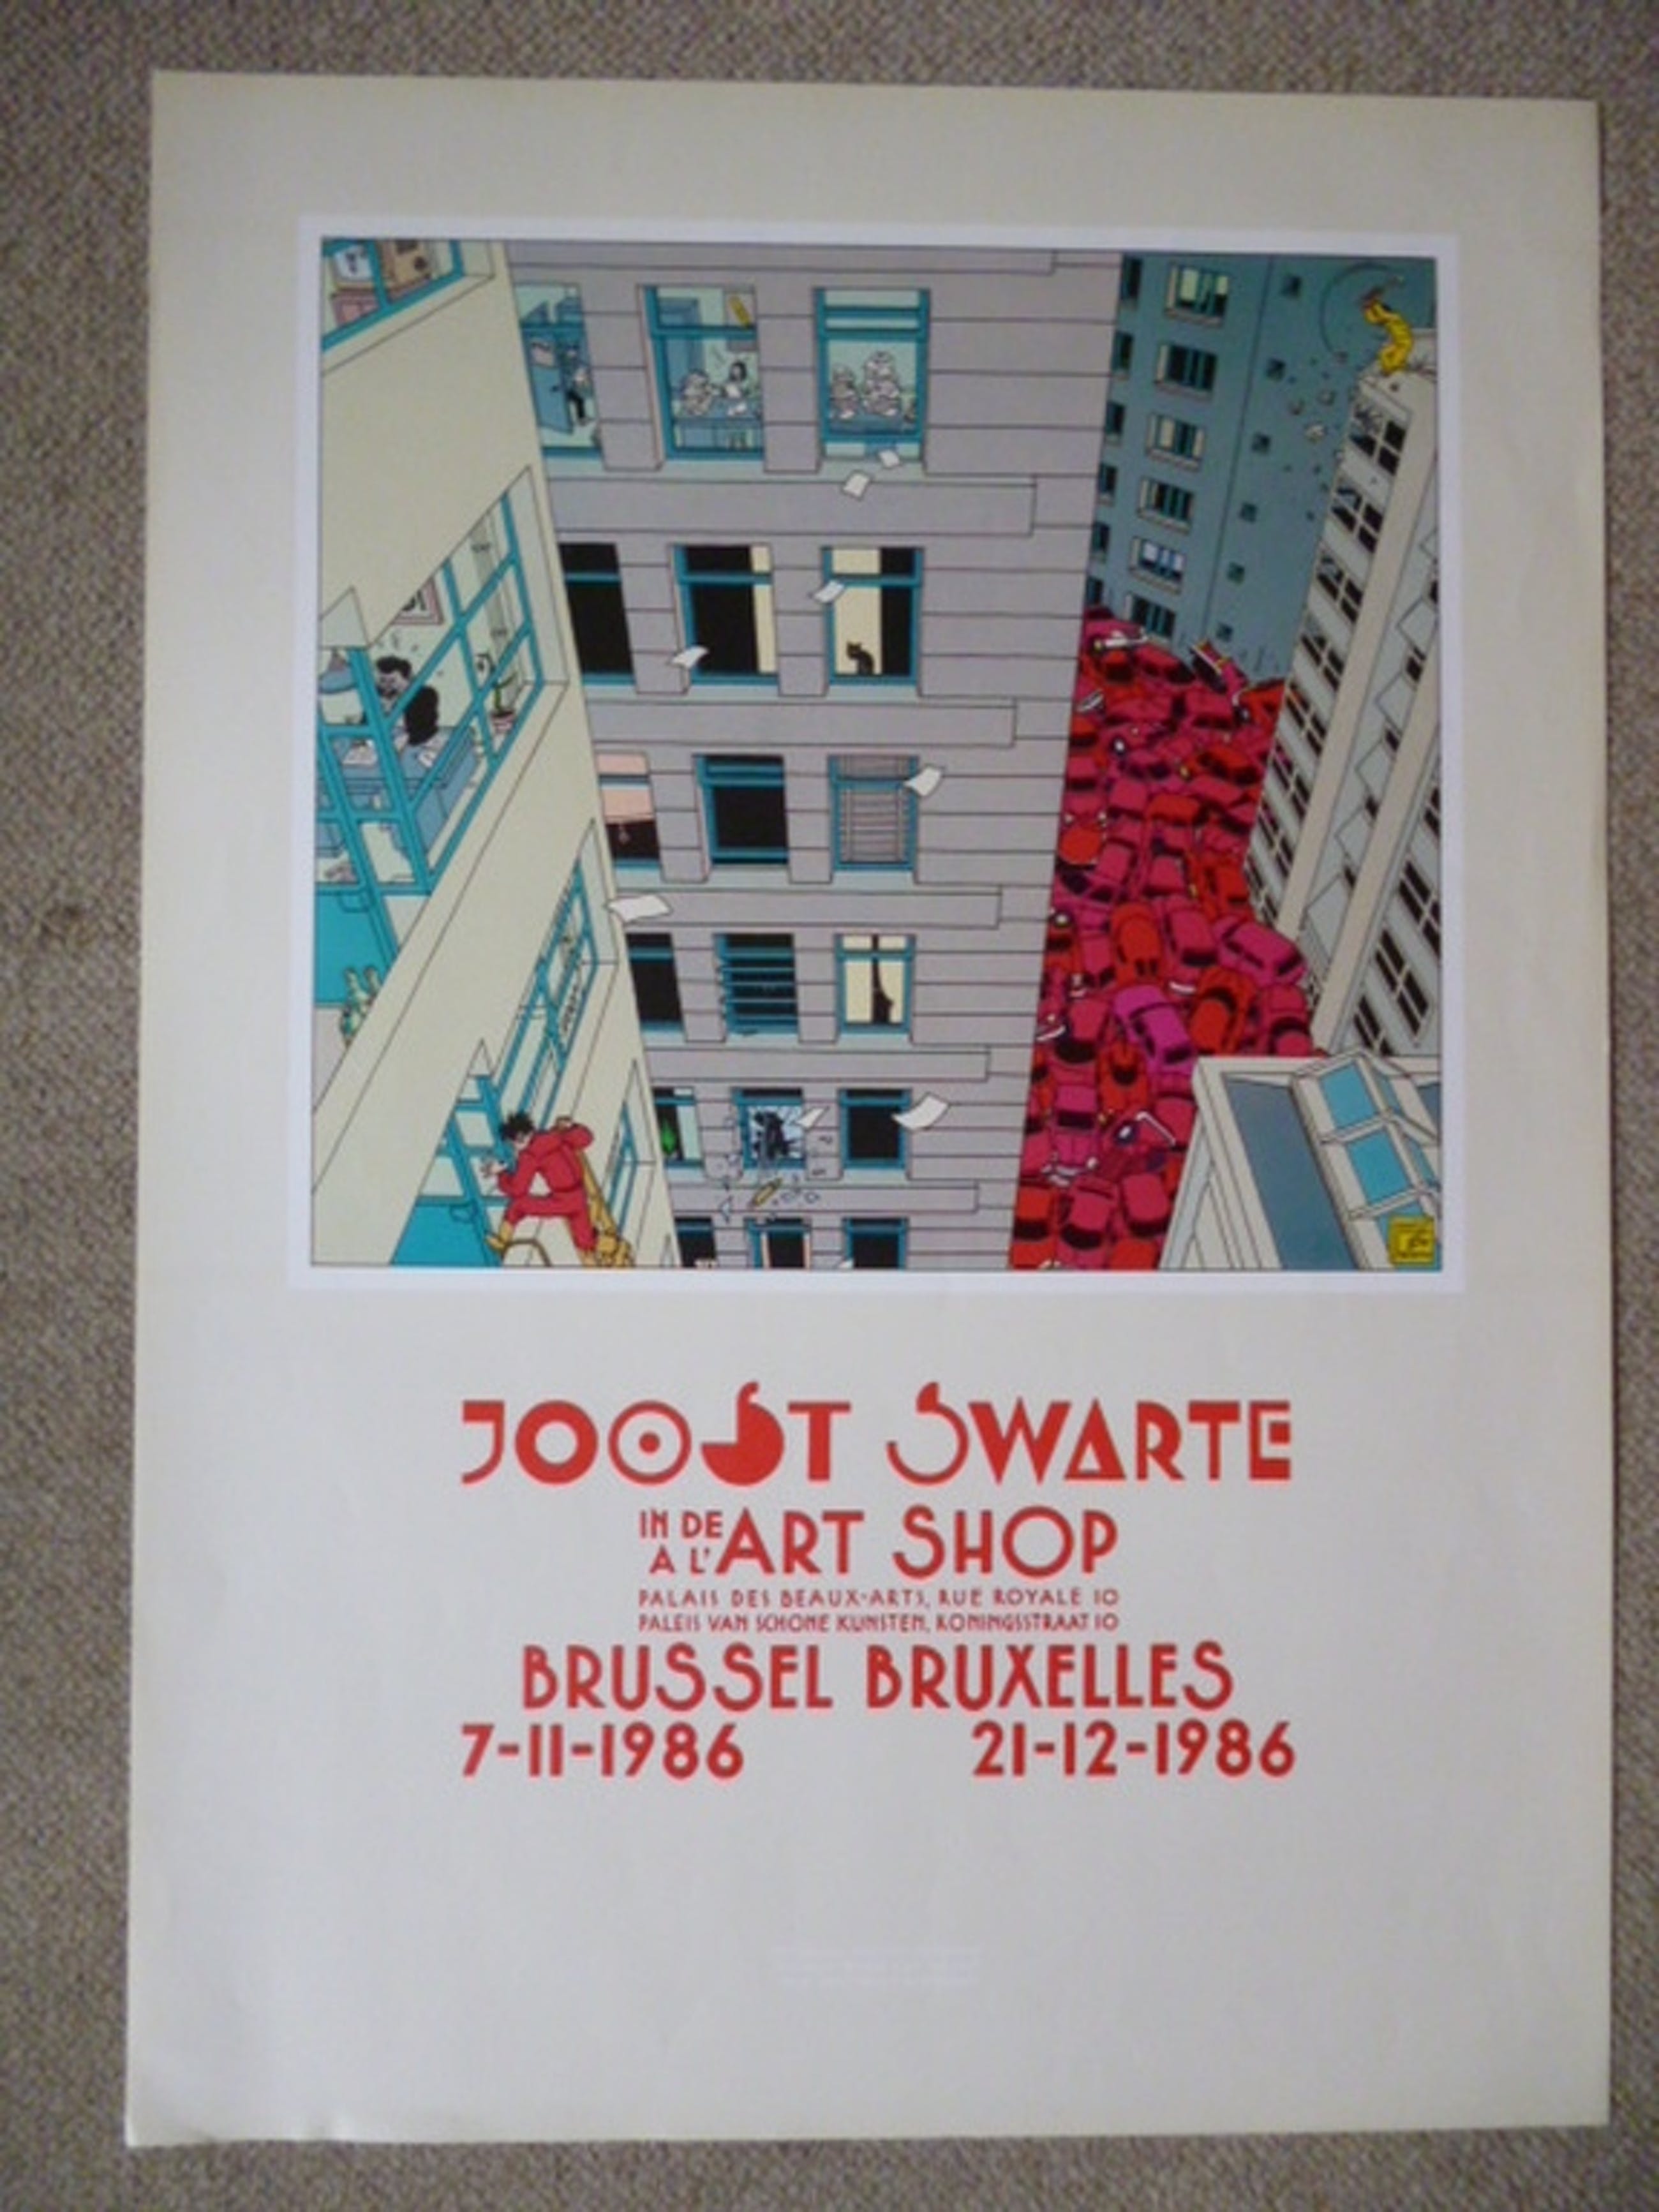 JOOST SWARTE
IN DE ART SHOP
A L'
PALAIS DES BEAUX-ARTS, RUE ROYALE 10
PALEIS VAN SCHONE KUNSTEN, KONINGSSTRAAT 10
BRUSSEL BRUXELLES
7-11-1986 21-12-1986